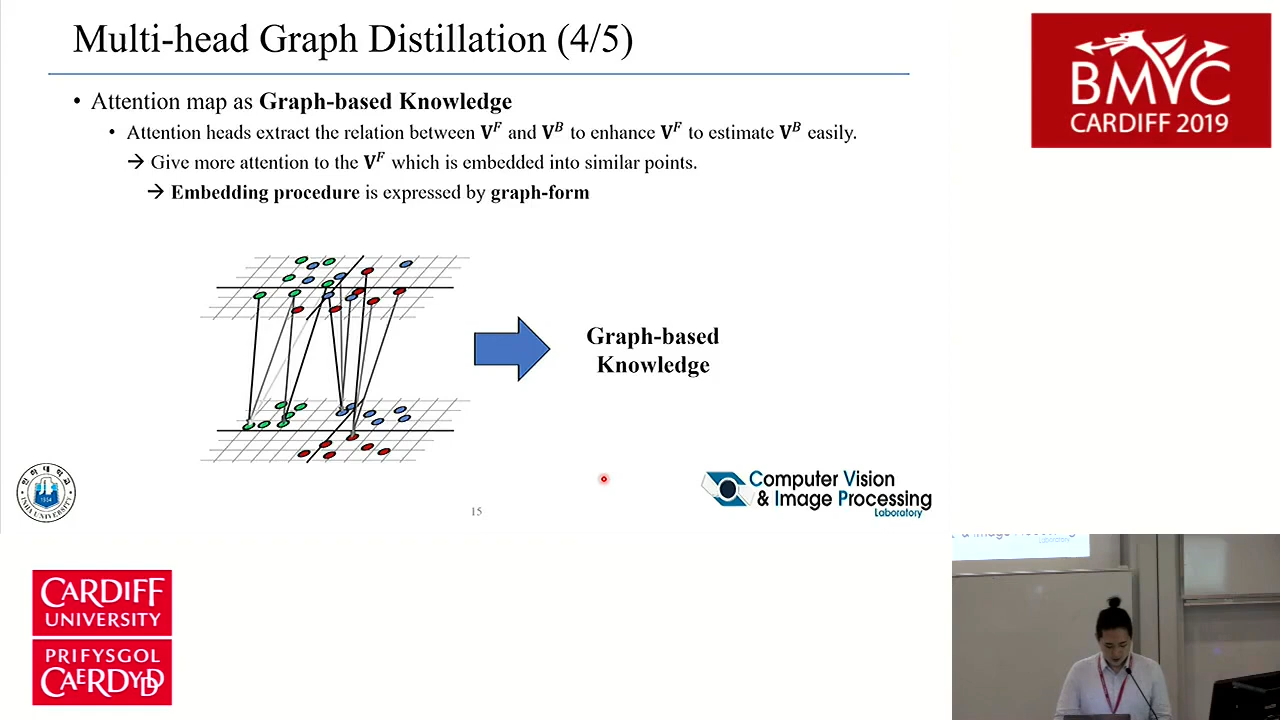 Multi-head Graph Distillation (4/5)
• Attention map as Graph-based Knowledge
• Attention heads extract the relation between V^F and V^B to enhance V^F to estimate V^B easily.
→ Give more attention to the V^F which is embedded into similar points.
→ Embedding procedure is expressed by graph-form
Graph-based
Knowledge
Computer Vision
& Image Processing
Laboratory
15
BMVC
CARDIFF 2019
CARDIFF
UNIVERSITY
PRIFYSGOL
CAERDYDD